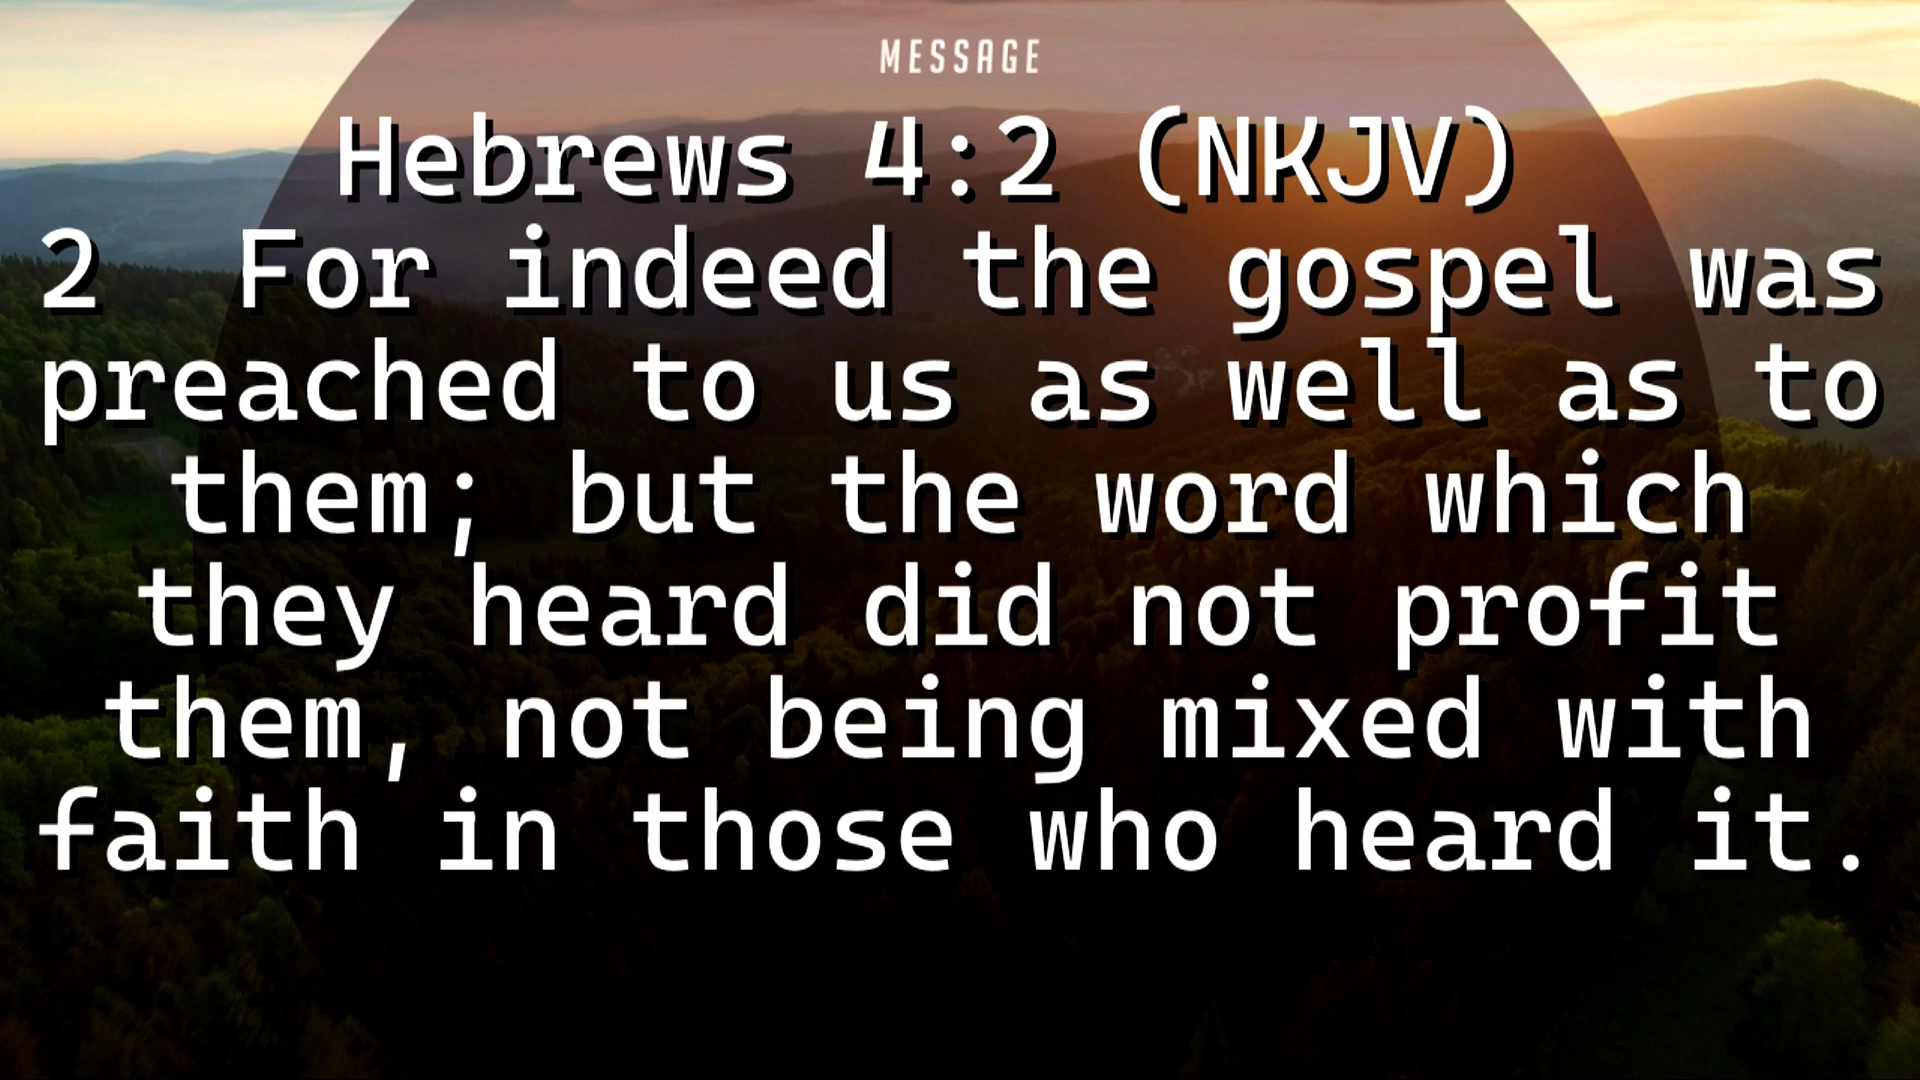 MESSAGE
Hebrews 4:2 (NKJV)
2 For indeed the gospel was
preached to us as well as to
them; but the word which
they heard did not profit
them, not being mixed with
faith in those who heard it.